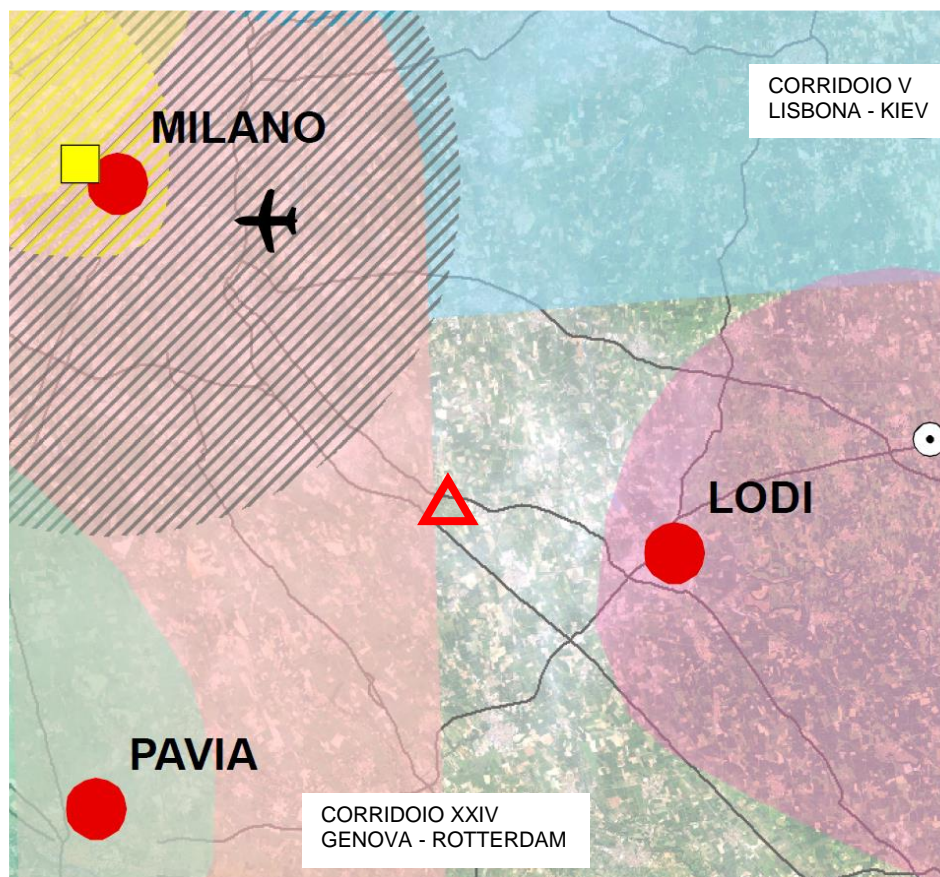 CORRIDOIO V
LISBONA - KIEV
MILANO
LODI
PAVIA
CORRIDOIO XXIV
GENOVA - ROTTERDAM